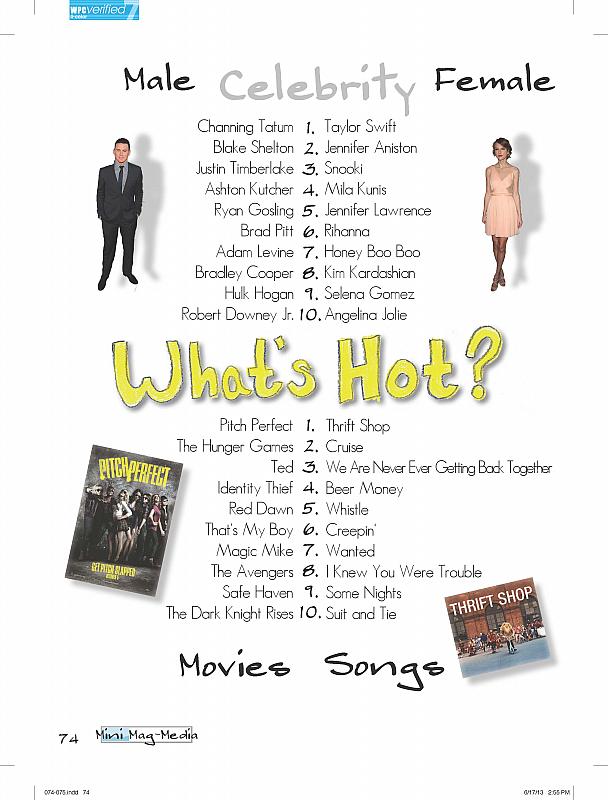 WPC verified 7
4-color
Male Celebrity Female
Channing Tatum 1. Taylor Swift
Blake Shelton 2. Jennifer Aniston
Justin Timberlake 3. Snooki
Ashton Kutcher 4. Mila Kunis
Ryan Gosling 5. Jennifer Lawrence
Brad Pitt 6. Rihanna
Adam Levine 7. Honey Boo Boo
Bradley Cooper 8. Kim Kardashian
Hulk Hogan 9. Selena Gomez
Robert Downey Jr. 10. Angelina Jolie
What's Hot?
Pitch Perfect 1. Thrift Shop
The Hunger Games 2. Cruise
Ted 3. We Are Never Ever Getting Back Together
Identity Thief 4. Beer Money
Red Dawn 5. Whistle
That's My Boy 6. Creepin'
Magic Mike 7. Wanted
The Avengers 8. I Knew You Were Trouble
Safe Haven 9. Some Nights
The Dark Knight Rises 10. Suit and Tie
PITCH PERFECT
GET PITCH SLAPPED
THRIFT SHOP
Movies Songs
74 Mini Mag-Media
074-075.indd 74
6/17/13 2:55 PM